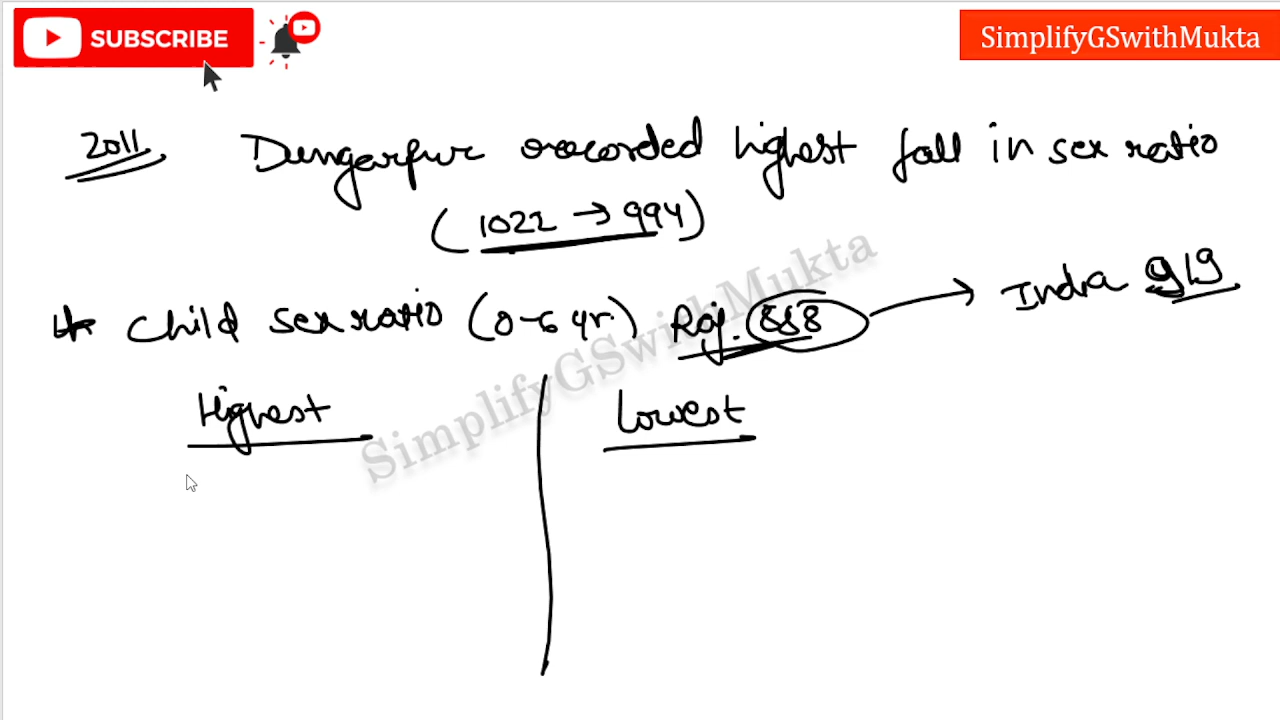 SUBSCRIBE
SimplifyGSwithMukta
2011 Dungarpur recorded highest fall in sex ratio
(1022 → 994)
* Child sex ratio (0-6 yr.) Raj. 888 → India 919
Highest
Lowest
SimplifyGSwithMukta